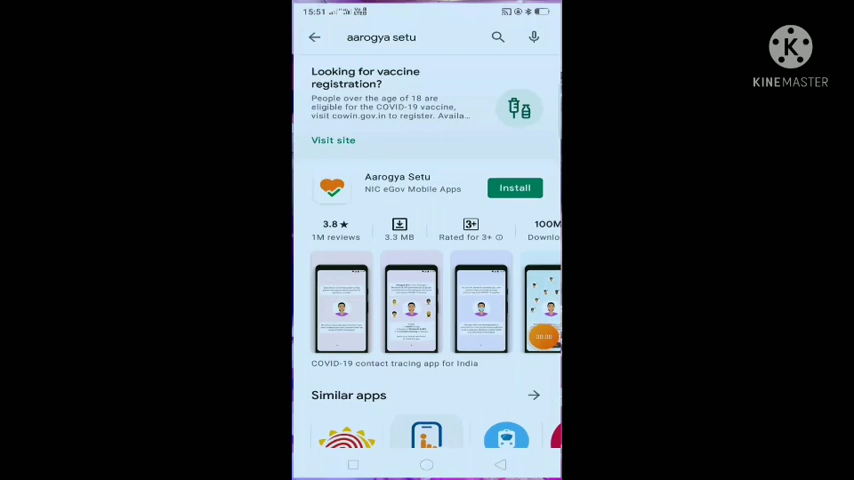 15:51
aarogya setu
K
KINEMASTER
Looking for vaccine
registration?
People over the age of 18 are
eligible for the COVID-19 vaccine,
visit cowin.gov.in to register. Availa...
Visit site
Aarogya Setu
NIC eGov Mobile Apps
Install
3.8★
1M reviews
3.3 MB
3+
Rated for 3+
100M
Downlo
COVID-19 contact tracing app for India
Similar apps